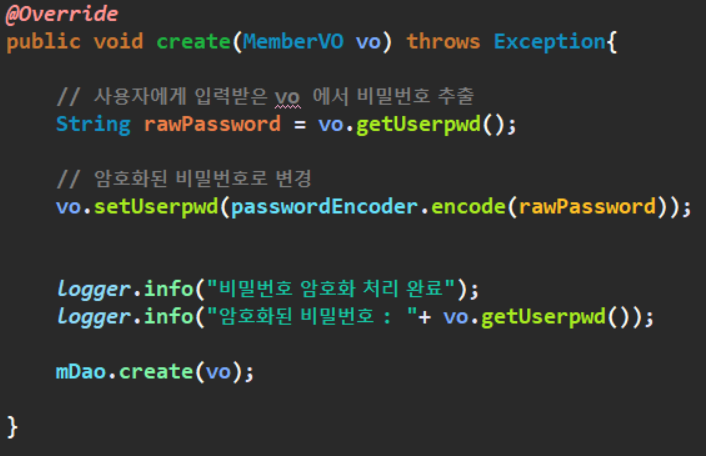 @Override
public void create(MemberVO vo) throws Exception{
// 사용자에게 입력받은 vo 에서 비밀번호 추출
String rawPassword = vo.getUserpwd();
// 암호화된 비밀번호로 변경
vo.setUserpwd(passwordEncoder.encode(rawPassword));
logger.info("비밀번호 암호화 처리 완료");
logger.info("암호화된 비밀번호 : "+ vo.getUserpwd());
mDao.create(vo);
}